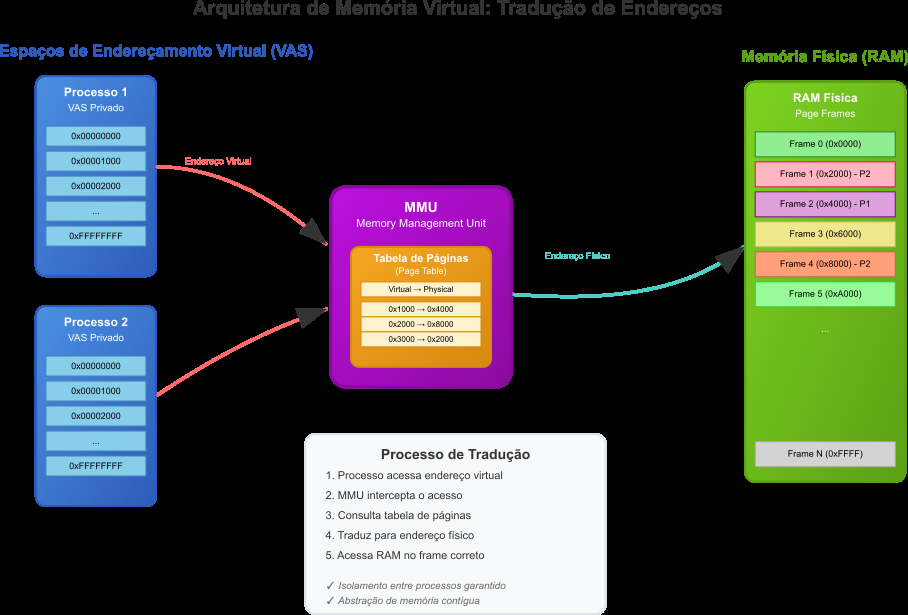 Arquitetura de Memória Virtual: Tradução de Endereços
Espaços de Endereçamento Virtual (VAS)
Processo 1
VAS Privado
0x00000000
0x00001000
0x00002000
...
0xFFFFFFFF
Processo 2
VAS Privado
0x00000000
0x00001000
0x00002000
...
0xFFFFFFFF
Endereço Virtual
MMU
Memory Management Unit
Tabela de Páginas
(Page Table)
Virtual → Physical
0x1000 → 0x4000
0x2000 → 0x8000
0x3000 → 0x2000
Endereço Físico
Memória Física (RAM)
RAM Física
Page Frames
Frame 0 (0x0000)
Frame 1 (0x2000) - P2
Frame 2 (0x4000) - P1
Frame 3 (0x6000)
Frame 4 (0x8000) - P2
Frame 5 (0xA000)
...
Frame N (0xFFFF)
Processo de Tradução
1. Processo acessa endereço virtual
2. MMU intercepta o acesso
3. Consulta tabela de páginas
4. Traduz para endereço físico
5. Acessa RAM no frame correto
✓ Isolamento entre processos garantido
✓ Abstração de memória contígua